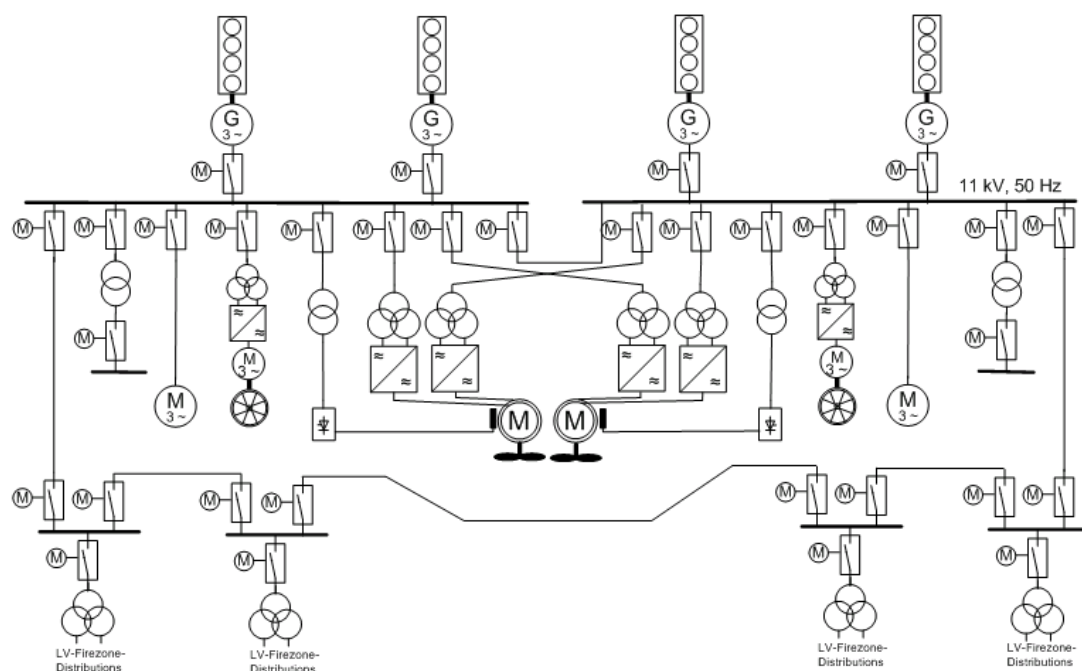 G G G G
3 ~ 3 ~ 3 ~ 3 ~
M M M M
11 kV, 50 Hz
M M M M M M M M M M M M M M M
M M
M M
3 ~ 3 ~
M M M M
3 ~ 3 ~
M M M M M M M M
M M M M
LV-Firezone-
Distributions
LV-Firezone-
Distributions
LV-Firezone-
Distributions
LV-Firezone-
Distributions